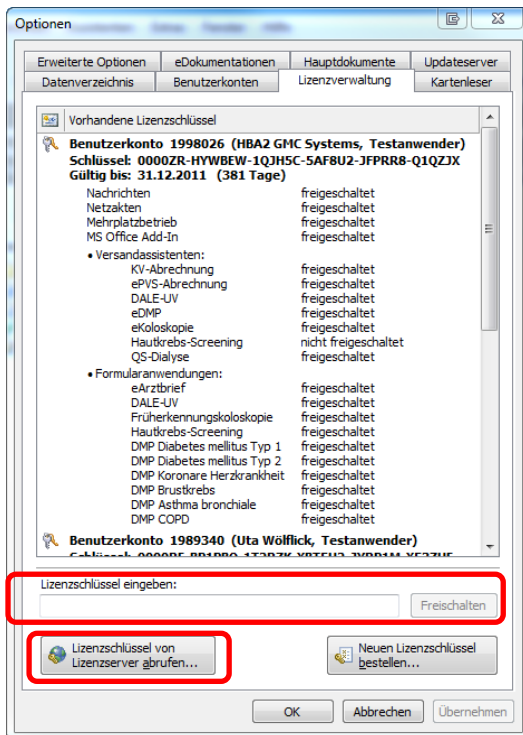 Optionen
Erweiterte Optionen eDokumentationen Hauptdokumente Updateserver
Datenverzeichnis Benutzerkonten Lizenzverwaltung Kartenleser
Vorhandene Lizenzschlüssel
Benutzerkonto 1998026 (HBA2 GMC Systems, Testanwender)
Schlüssel: 0000ZR-HYWBEW-1QJH5C-5AF8U2-JFPRR8-Q1QZJX
Gültig bis: 31.12.2011 (381 Tage)
Nachrichten freigeschaltet
Netzakten freigeschaltet
Mehrplatzbetrieb freigeschaltet
MS Office Add-In freigeschaltet
• Versandassistenten:
KV-Abrechnung freigeschaltet
ePVS-Abrechnung freigeschaltet
DALE-UV freigeschaltet
eDMP freigeschaltet
eKoloskopie freigeschaltet
Hautkrebs-Screening nicht freigeschaltet
QS-Dialyse freigeschaltet
• Formularanwendungen:
eArztbrief freigeschaltet
DALE-UV freigeschaltet
Früherkennungskoloskopie freigeschaltet
Hautkrebs-Screening freigeschaltet
DMP Diabetes mellitus Typ 1 freigeschaltet
DMP Diabetes mellitus Typ 2 freigeschaltet
DMP Koronare Herzkrankheit freigeschaltet
DMP Brustkrebs freigeschaltet
DMP Asthma bronchiale freigeschaltet
DMP COPD freigeschaltet
Benutzerkonto 1989340 (Uta Wölflick, Testanwender)
Lizenzschlüssel eingeben:
Freischalten
Lizenzschlüssel von
Lizenzserver abrufen...
Neuen Lizenzschlüssel
bestellen...
OK Abbrechen Übernehmen